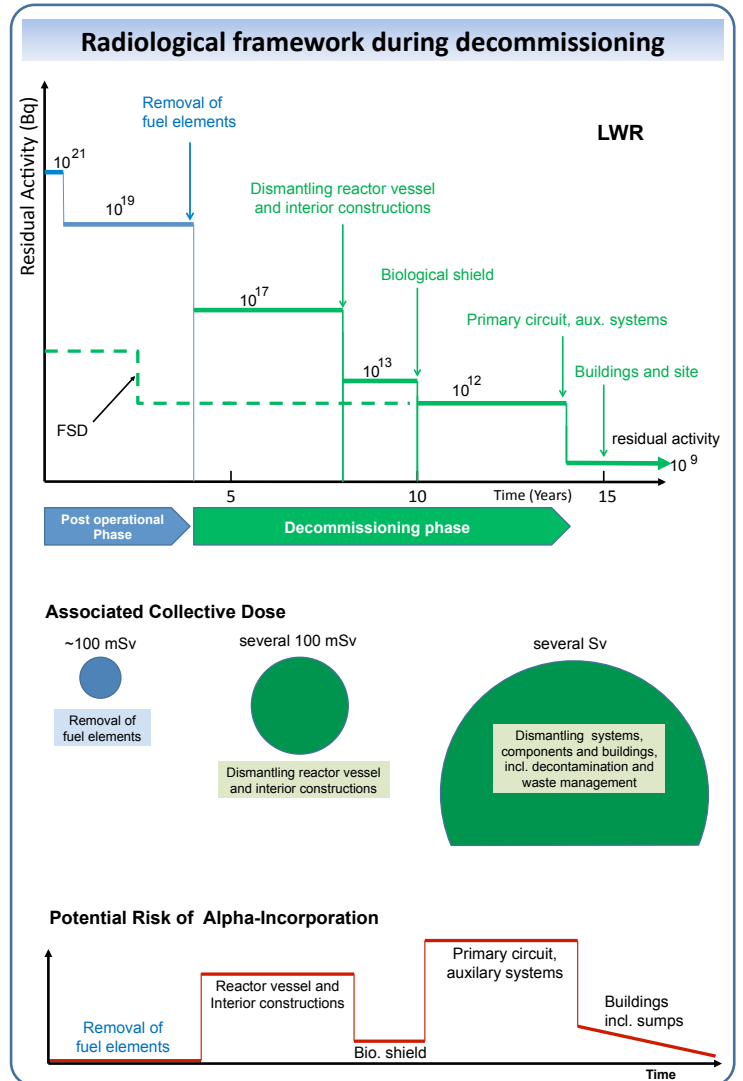 Radiological framework during decommissioning
Residual Activity (Bq)
LWR
Removal of
fuel elements
10^21
10^19
Dismantling reactor vessel
and interior constructions
10^17
Biological shield
Primary circuit, aux. systems
10^13
10^12
Buildings and site
FSD
residual activity
10^9
5
10
Time (Years)
15
Post operational
Phase
Decommissioning phase
Associated Collective Dose
~100 mSv
several 100 mSv
several Sv
Removal of
fuel elements
Dismantling reactor vessel
and interior constructions
Dismantling systems,
components and buildings,
incl. decontamination and
waste management
Potential Risk of Alpha-Incorporation
Removal of
fuel elements
Reactor vessel and
Interior constructions
Bio. shield
Primary circuit,
auxilary systems
Buildings
incl. sumps
Time